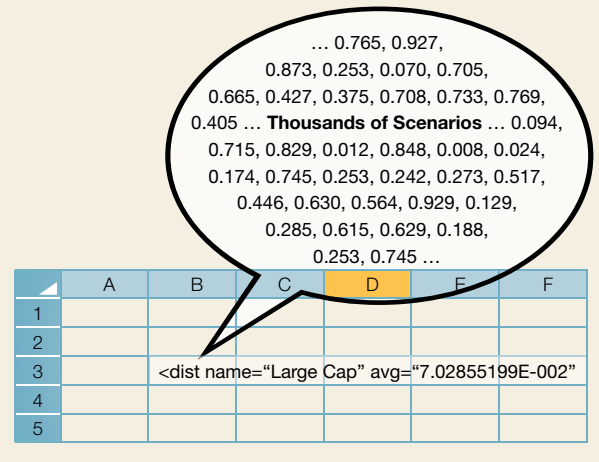 … 0.765, 0.927,
0.873, 0.253, 0.070, 0.705,
0.665, 0.427, 0.375, 0.708, 0.733, 0.769,
0.405 … Thousands of Scenarios … 0.094,
0.715, 0.829, 0.012, 0.848, 0.008, 0.024,
0.174, 0.745, 0.253, 0.242, 0.273, 0.517,
0.446, 0.630, 0.564, 0.929, 0.129,
0.285, 0.615, 0.629, 0.188,
0.253, 0.745 …
A B C D E F
1
2
3 <dist name=“Large Cap” avg=“7.02855199E-002”
4
5